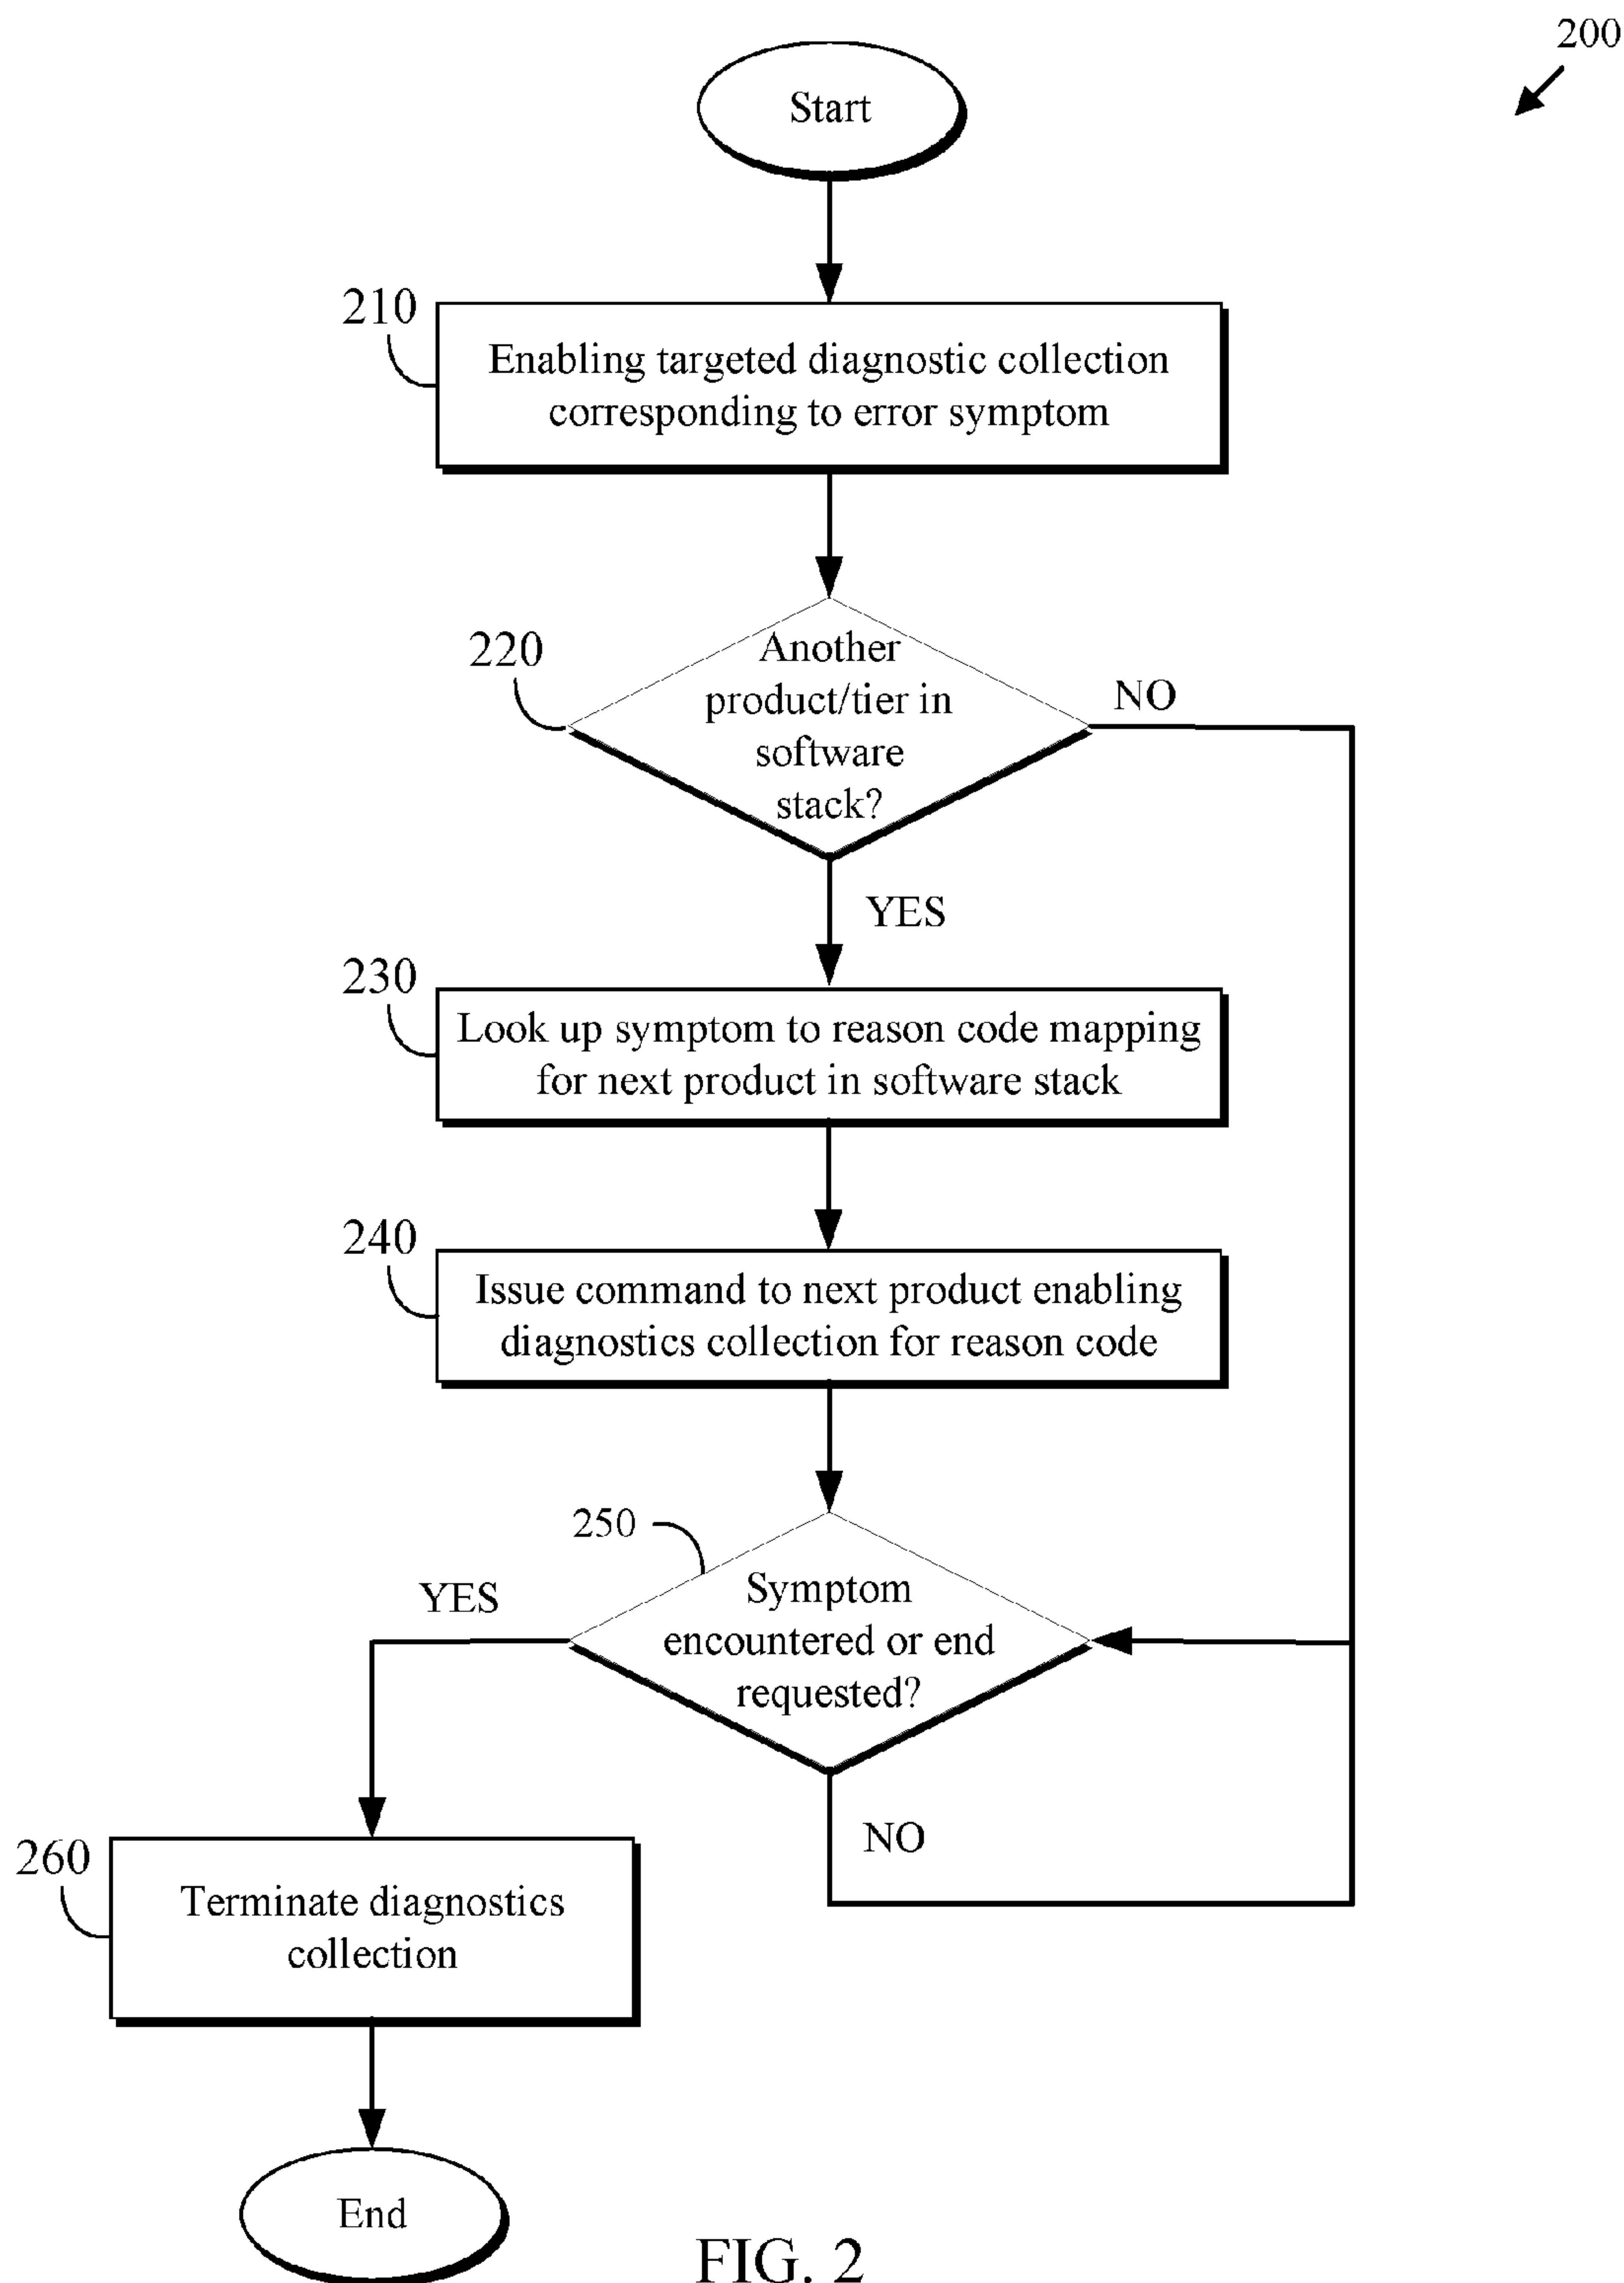 200
Start
210
Enabling targeted diagnostic collection
corresponding to error symptom
220
Another
product/tier in
software
stack?
NO
YES
230
Look up symptom to reason code mapping
for next product in software stack
240
Issue command to next product enabling
diagnostics collection for reason code
250
Symptom
encountered or end
requested?
YES
NO
260
Terminate diagnostics
collection
End
FIG. 2